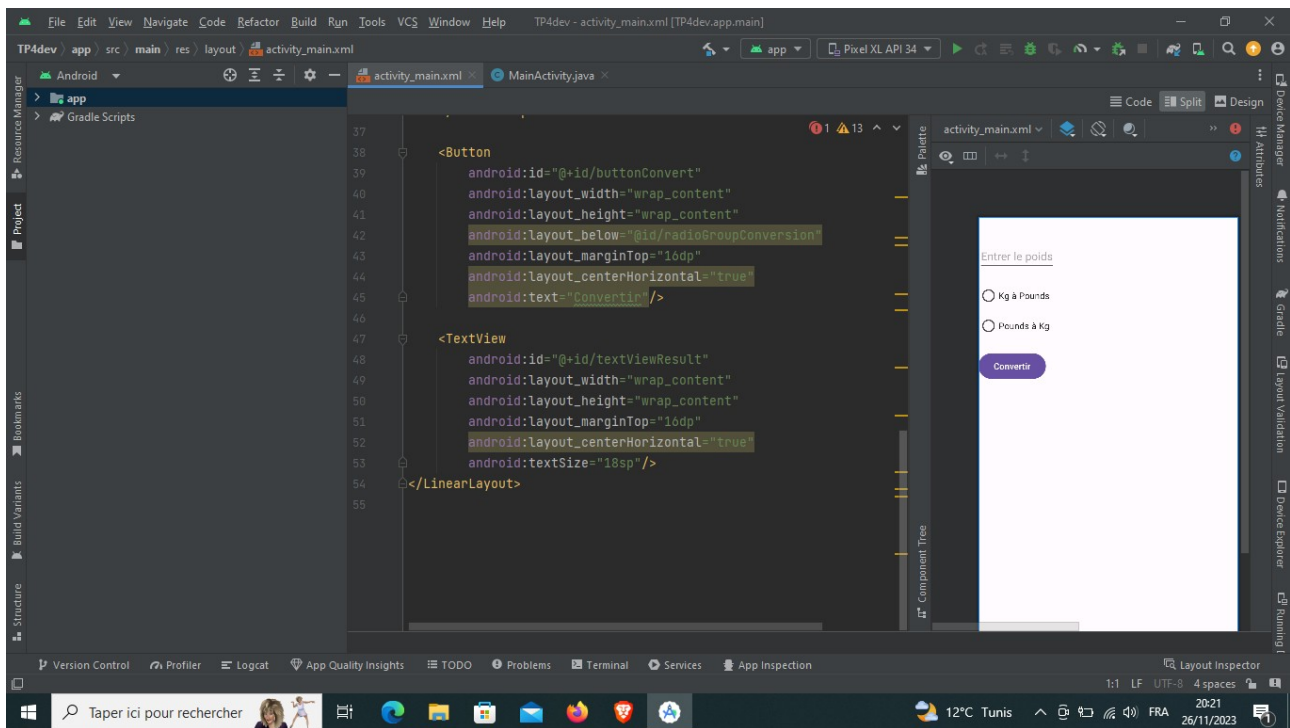 File Edit View Navigate Code Refactor Build Run Tools VCS Window Help TP4dev - activity_main.xml [TP4dev.app.main]
TP4dev app src main res layout activity_main.xml app Pixel XL API 34
Android activity_main.xml MainActivity.java
Code Split Design
app
Gradle Scripts
Resource Manager
Project
Bookmarks
Build Variants
Structure
1 13
37
38 <Button
39 android:id="@+id/buttonConvert"
40 android:layout_width="wrap_content"
41 android:layout_height="wrap_content"
42 android:layout_below="@id/radioGroupConversion"
43 android:layout_marginTop="16dp"
44 android:layout_centerHorizontal="true"
45 android:text="Convertir"/>
46
47 <TextView
48 android:id="@+id/textViewResult"
49 android:layout_width="wrap_content"
50 android:layout_height="wrap_content"
51 android:layout_marginTop="16dp"
52 android:layout_centerHorizontal="true"
53 android:textSize="18sp"/>
54 </LinearLayout>
55
Palette
Component Tree
activity_main.xml
Entrer le poids
Kg à Pounds
Pounds à Kg
Convertir
Attributes
Device Manager
Notifications
Gradle
Layout Validation
Device Explorer
Running
Version Control Profiler Logcat App Quality Insights TODO Problems Terminal Services App Inspection Layout Inspector
1:1 LF UTF-8 4 spaces
Taper ici pour rechercher 12°C Tunis FRA 20:21
26/11/2023